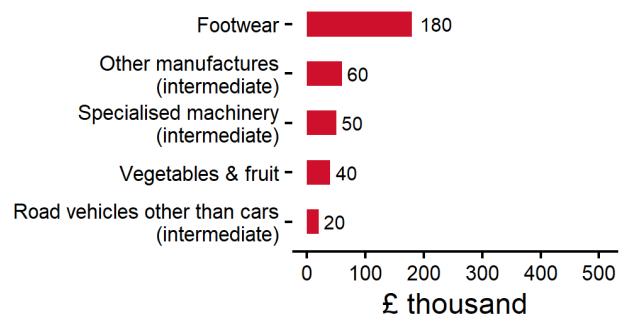 Footwear
180
Other manufactures
(intermediate)
60
Specialised machinery
(intermediate)
50
Vegetables & fruit
40
Road vehicles other than cars
(intermediate)
20
0 100 200 300 400 500
£ thousand